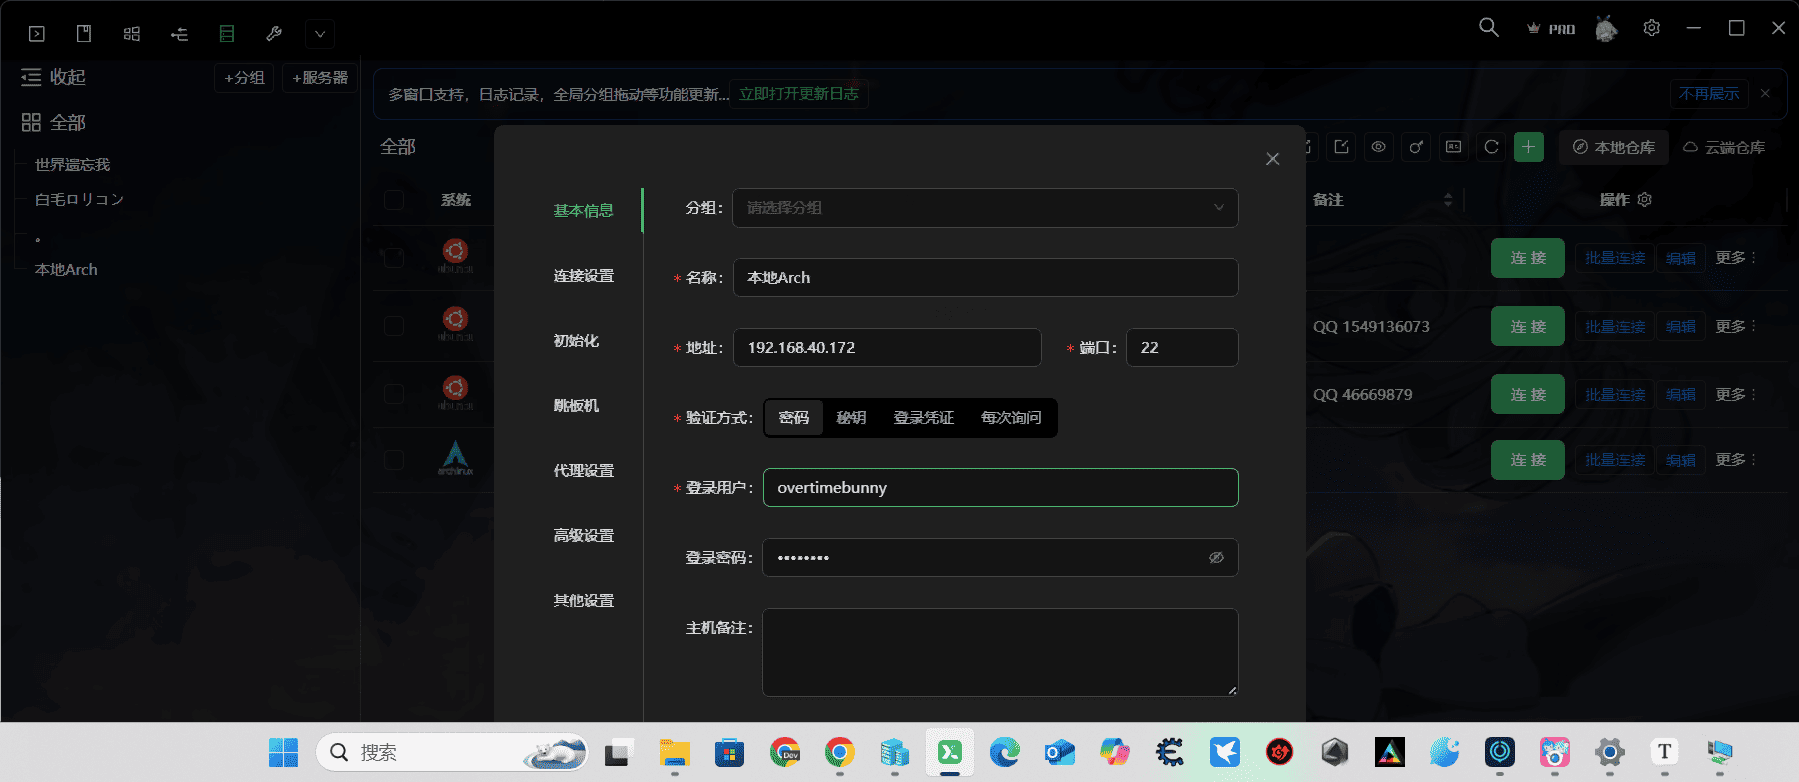 PRO
收起
+分组
+服务器
多窗口支持，日志记录，全局分组拖动等功能更新...
立即打开更新日志
不再展示
全部
世界遗忘我
白毛ロリコン
。
本地Arch
全部
本地仓库
云端仓库
系统
备注
操作
连 接
批量连接
编辑
更多
QQ 1549136073
连 接
批量连接
编辑
更多
QQ 46669879
连 接
批量连接
编辑
更多
archlinux
连 接
批量连接
编辑
更多
基本信息
连接设置
初始化
跳板机
代理设置
高级设置
其他设置
分组：
请选择分组
* 名称：
本地Arch
* 地址：
192.168.40.172
* 端口：
22
* 验证方式：
密码
秘钥
登录凭证
每次询问
* 登录用户：
overtimebunny
登录密码：
••••••••
主机备注：
搜索
Dev
T